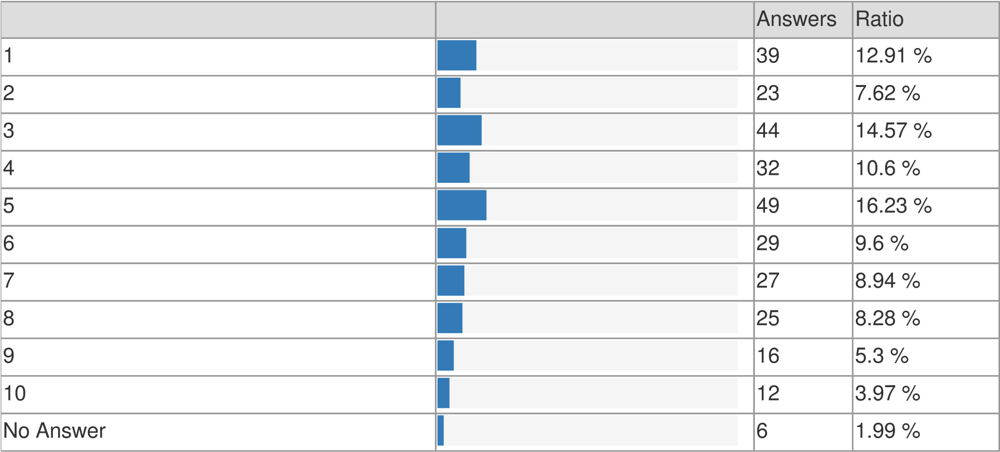 Answers Ratio
1 39 12.91 %
2 23 7.62 %
3 44 14.57 %
4 32 10.6 %
5 49 16.23 %
6 29 9.6 %
7 27 8.94 %
8 25 8.28 %
9 16 5.3 %
10 12 3.97 %
No Answer 6 1.99 %